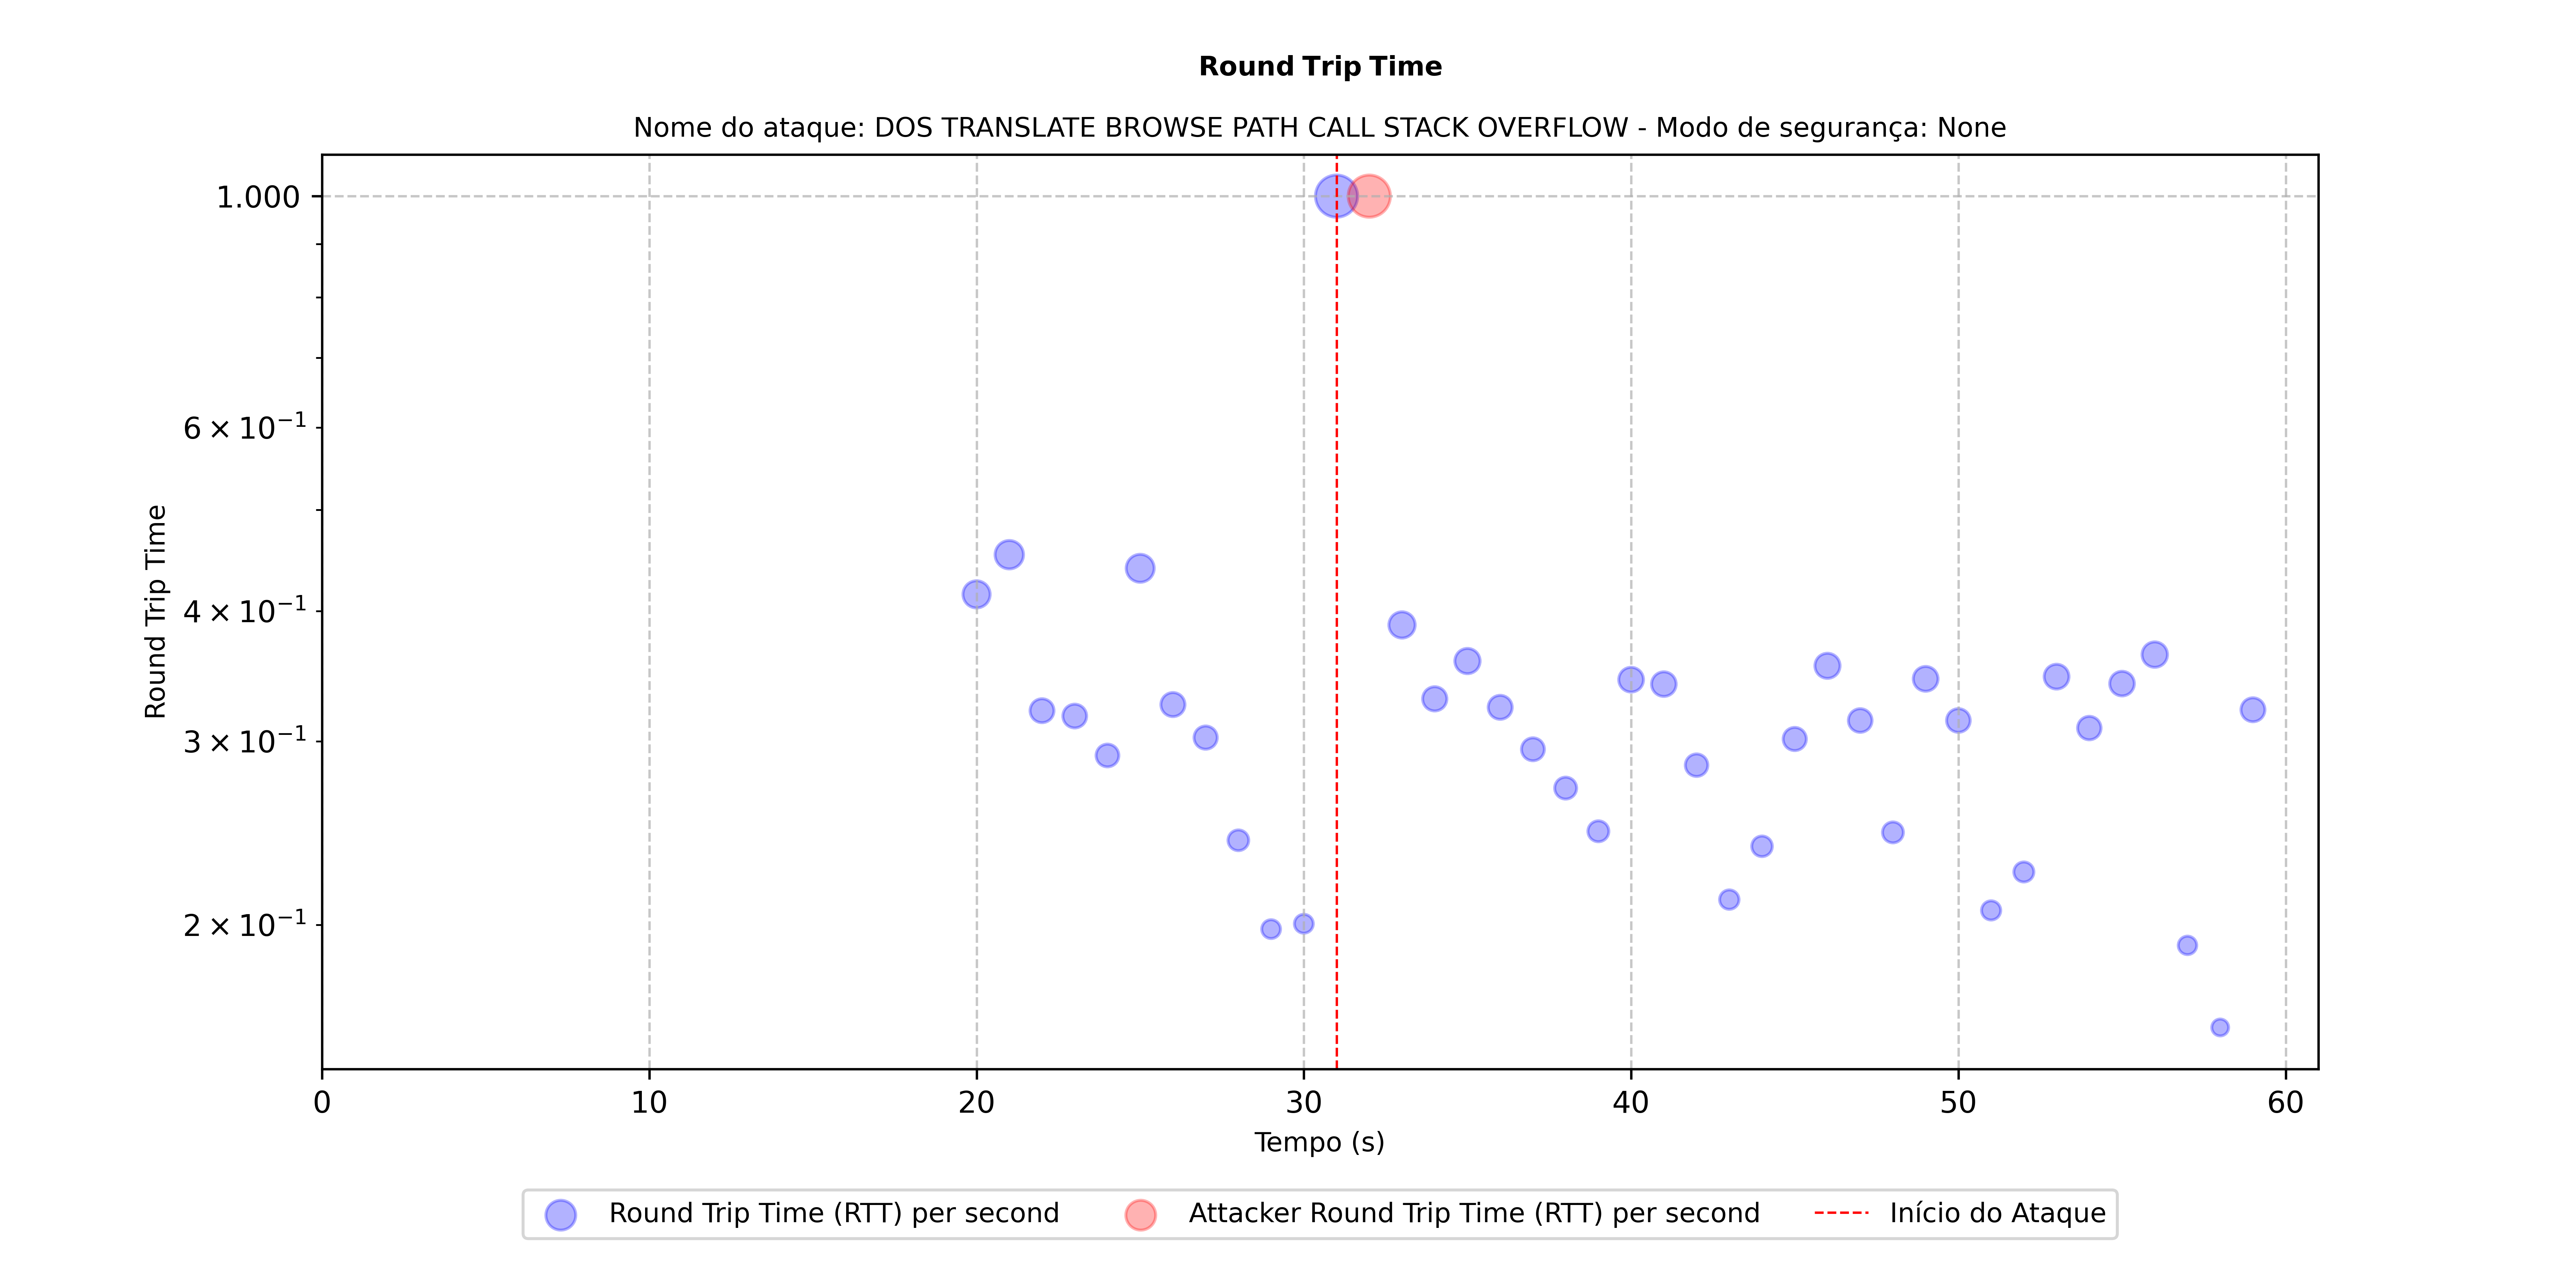 Round Trip Time
Nome do ataque: DOS TRANSLATE BROWSE PATH CALL STACK OVERFLOW - Modo de segurança: None
1.000
6 × 10⁻¹
4 × 10⁻¹
3 × 10⁻¹
2 × 10⁻¹
Round Trip Time
0 10 20 30 40 50 60
Tempo (s)
Round Trip Time (RTT) per second Attacker Round Trip Time (RTT) per second Início do Ataque